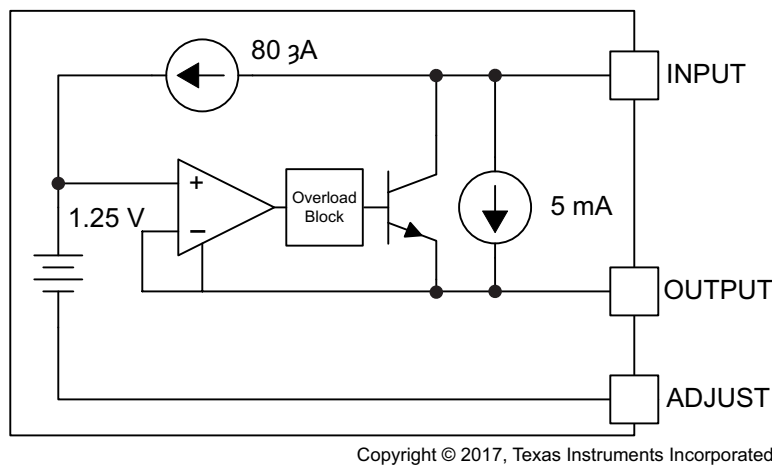 80 ʒA
INPUT
+
Overload
Block
1.25 V
−
5 mA
OUTPUT
ADJUST
Copyright © 2017, Texas Instruments Incorporated